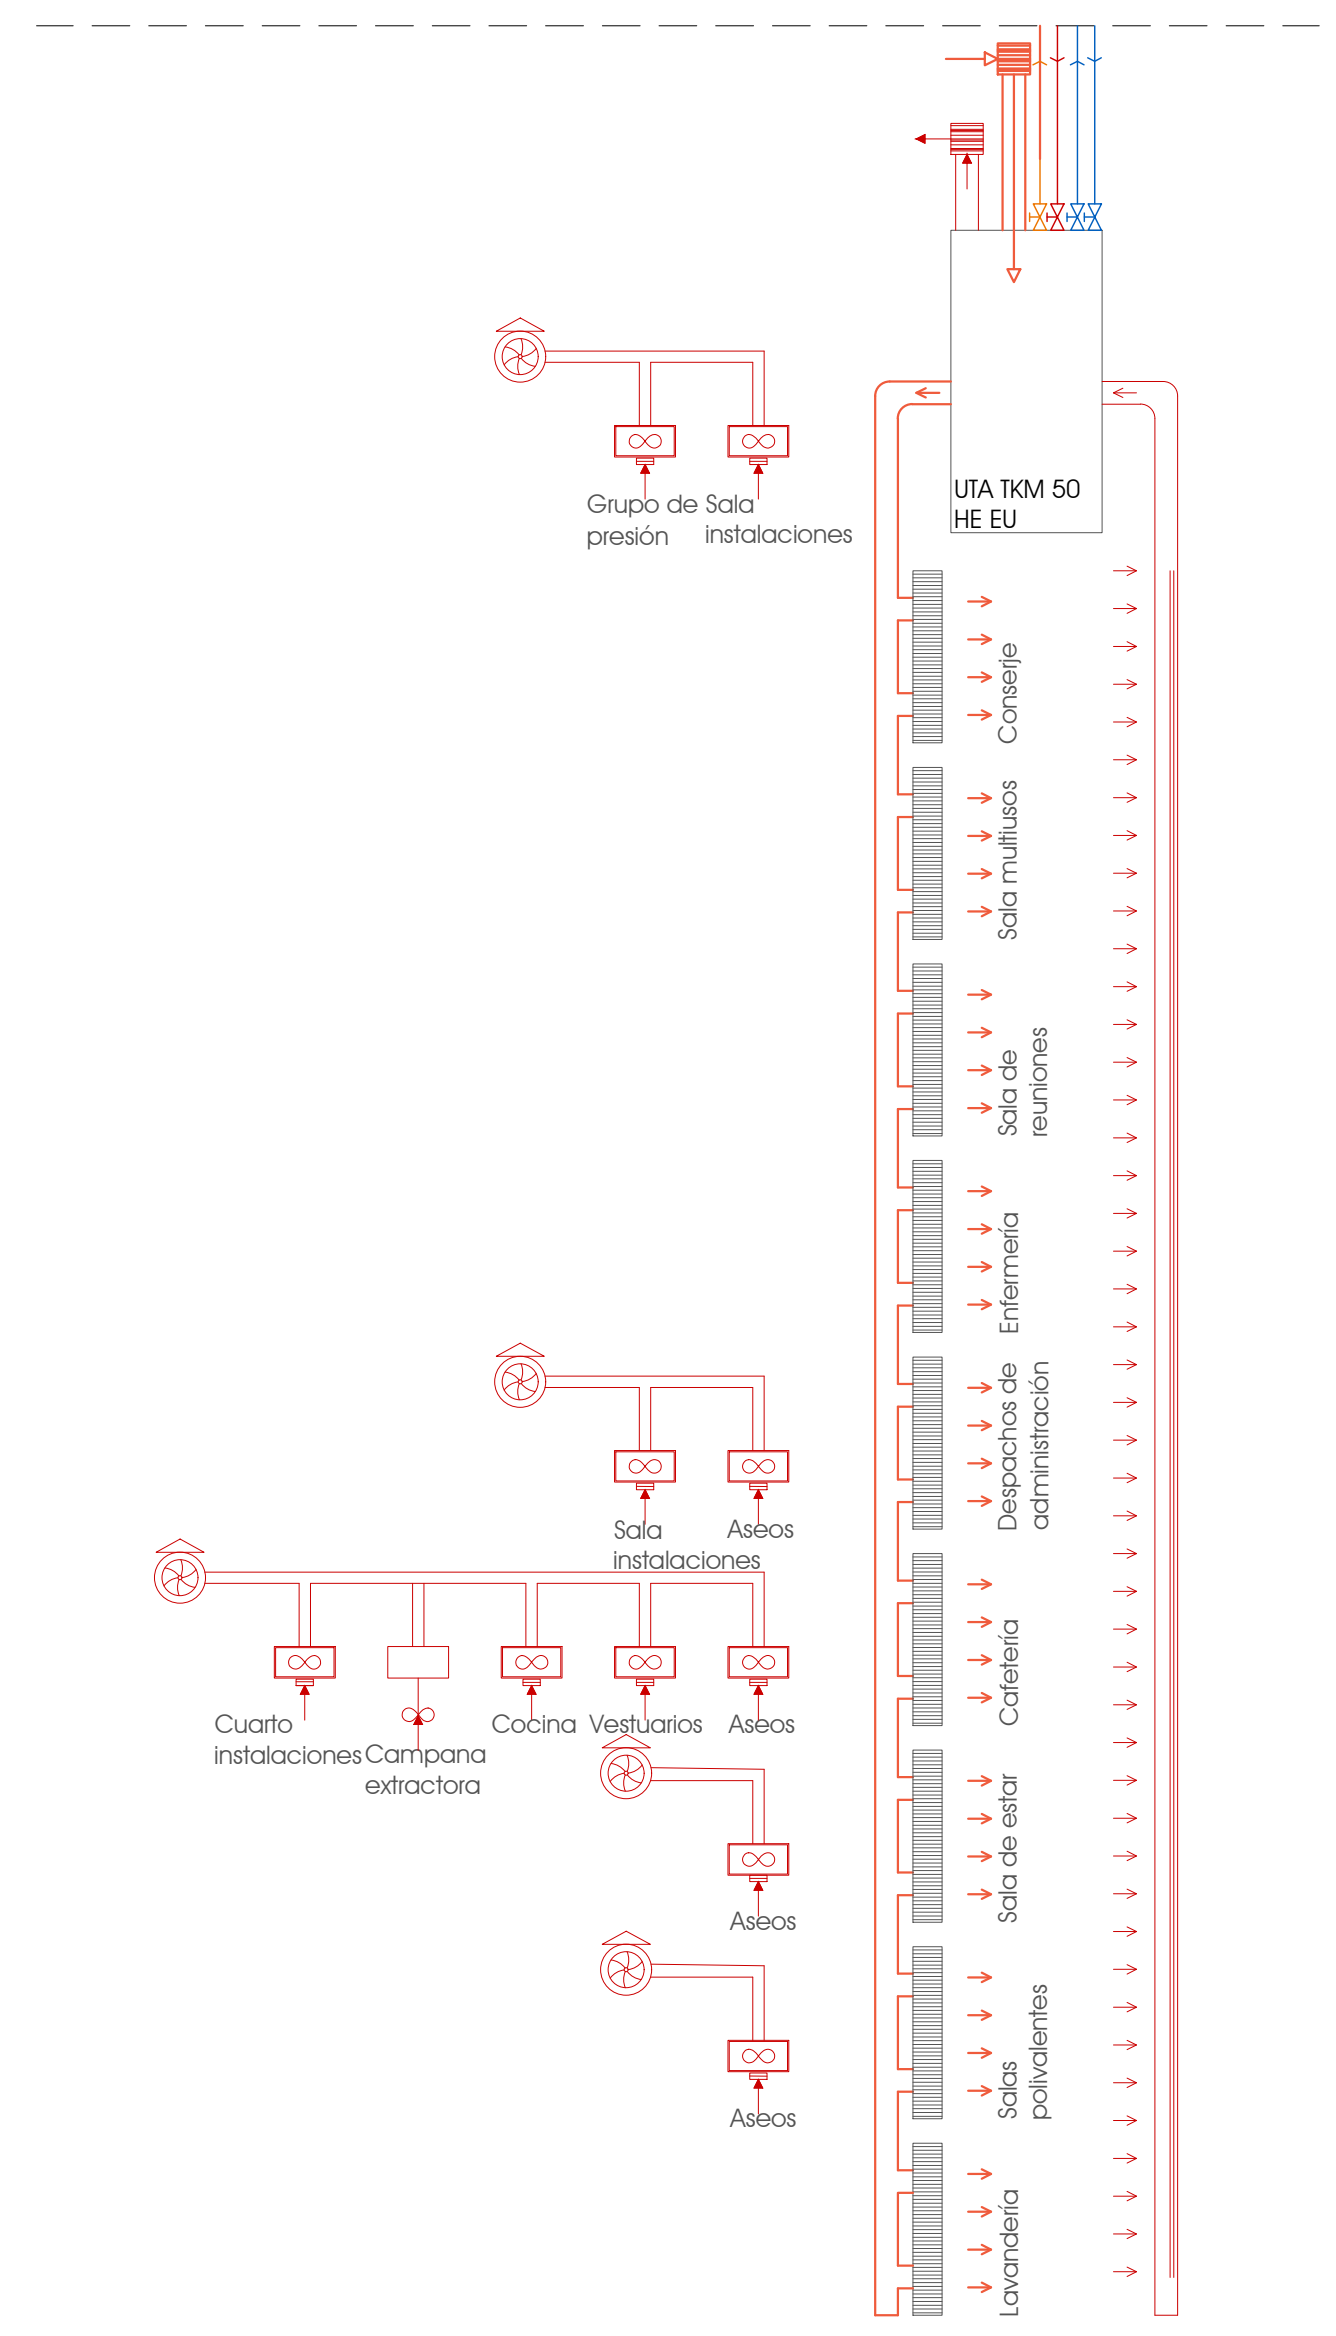 UTA TKM 50
HE EU
Grupo de
presión
Sala
instalaciones
Conserje
Sala multiusos
Sala de
reuniones
Enfermería
Despachos de
administración
Cafetería
Sala de estar
Salas
polivalentes
Lavandería
Sala
instalaciones
Aseos
Cuarto
instalaciones
Campana
extractora
Cocina
Vestuarios
Aseos
Aseos
Aseos